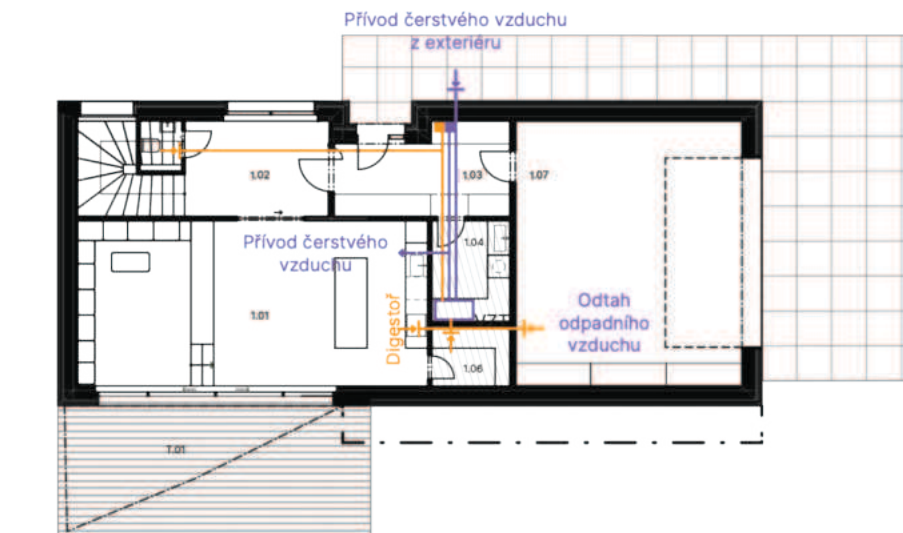 Přívod čerstvého vzduchu
z exteriéru
1.02
1.03
1.07
Přívod čerstvého
vzduchu
1.04
1.01
Digestoř
VZT
Odtah
odpadního
vzduchu
1.06
T.01